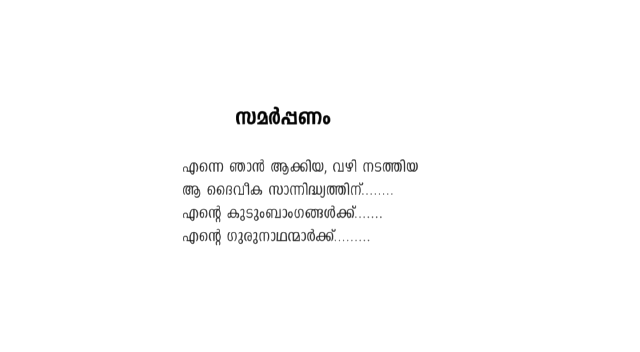 സമർപ്പണം
എന്നെ ഞാൻ ആക്കിയ, വഴി നടത്തിയ
ആ ദൈവീക സാന്നിദ്ധ്യത്തിന്........
എന്റെ കുടുംബാംഗങ്ങൾക്ക്.......
എന്റെ ഗുരുനാഥന്മാർക്ക്.........